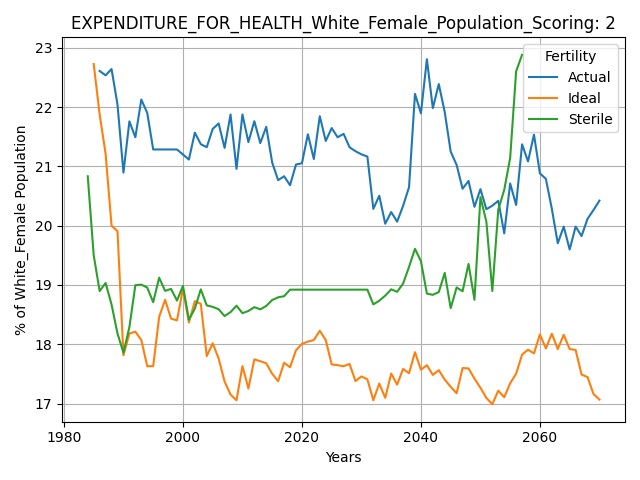 EXPENDITURE_FOR_HEALTH_White_Female_Population_Scoring: 2
% of White_Female Population
23
22
21
20
19
18
17
Fertility
Actual
Ideal
Sterile
1980 2000 2020 2040 2060
Years